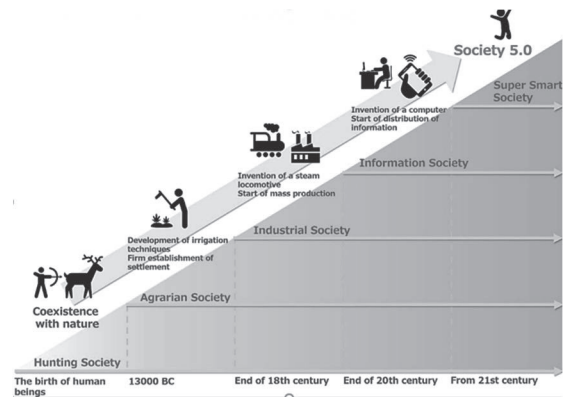 Society 5.0
Super Smart
Society
Invention of a computer
Start of distribution of
information
Information Society
Invention of a steam
locomotive
Start of mass production
Industrial Society
Development of irrigation
techniques
Firm establishment of
settlement
Agrarian Society
Coexistence
with nature
Hunting Society
The birth of human
beings
13000 BC
End of 18th century
End of 20th century
From 21st century